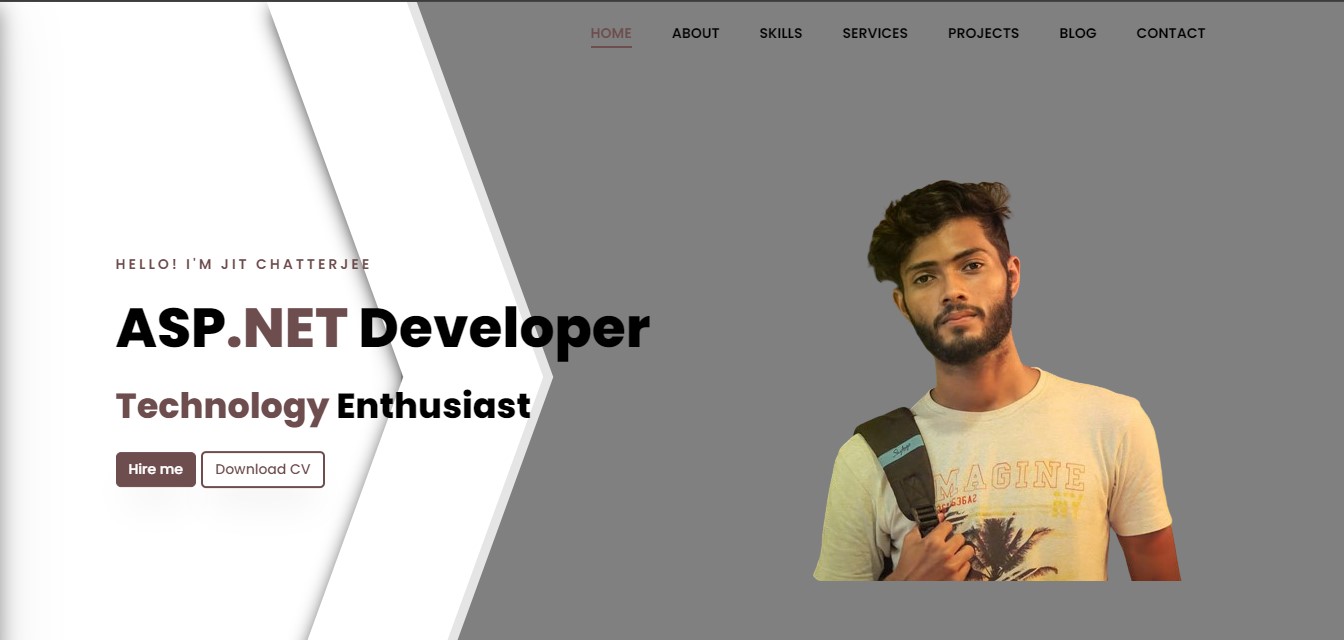 HOME ABOUT SKILLS SERVICES PROJECTS BLOG CONTACT
HELLO! I'M JIT CHATTERJEE
ASP.NET Developer
Technology Enthusiast
Hire me Download CV
MAGINE